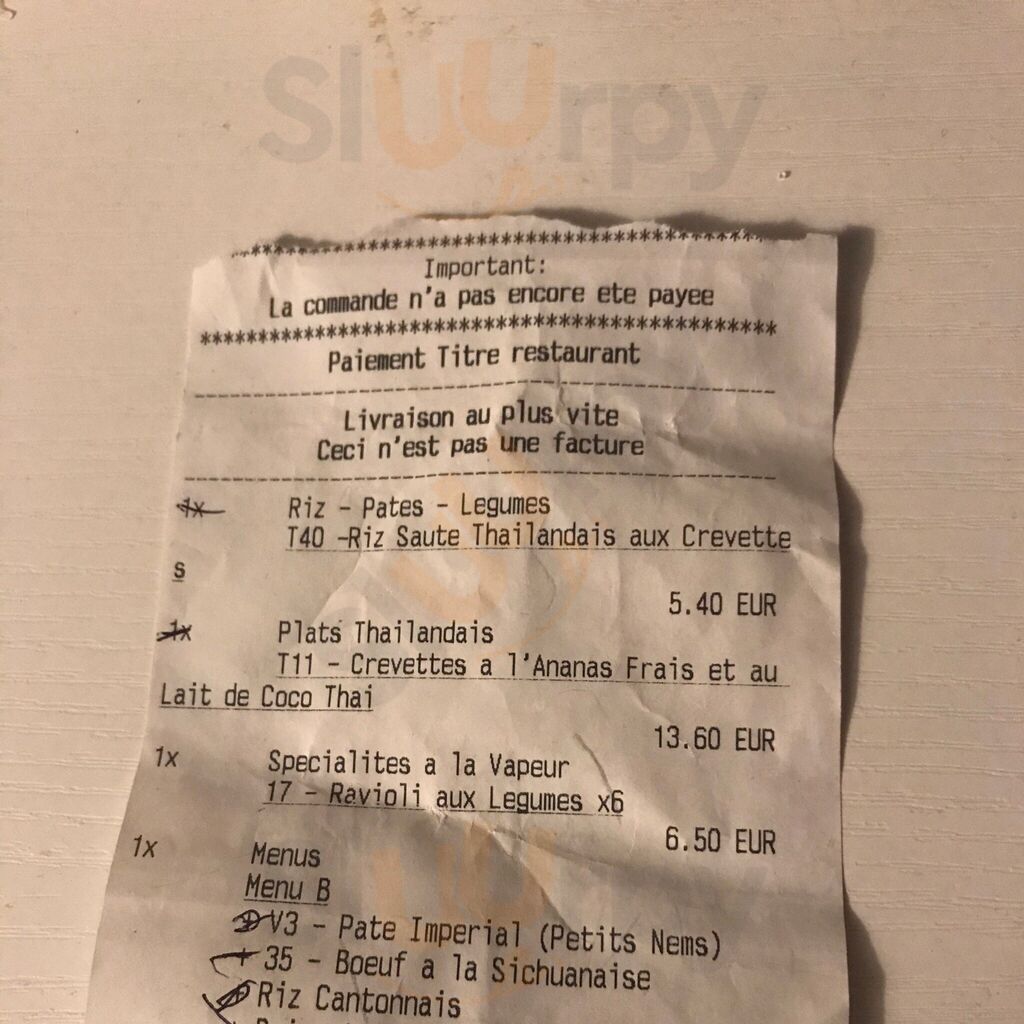 Sluurpy
******************************************
Important:
La commande n'a pas encore ete payee
******************************************
Paiement Titre restaurant
------------------------------------------
Livraison au plus vite
Ceci n'est pas une facture
------------------------------------------
1x Riz - Pates - Legumes
T40 -Riz Saute Thailandais aux Crevette
s
5.40 EUR
1x Plats Thailandais
T11 - Crevettes a l'Ananas Frais et au
Lait de Coco Thai
13.60 EUR
1x Specialites a la Vapeur
17 - Ravioli aux Legumes x6
6.50 EUR
1x Menus
Menu B
V3 - Pate Imperial (Petits Nems)
35 - Boeuf a la Sichuanaise
Riz Cantonnais